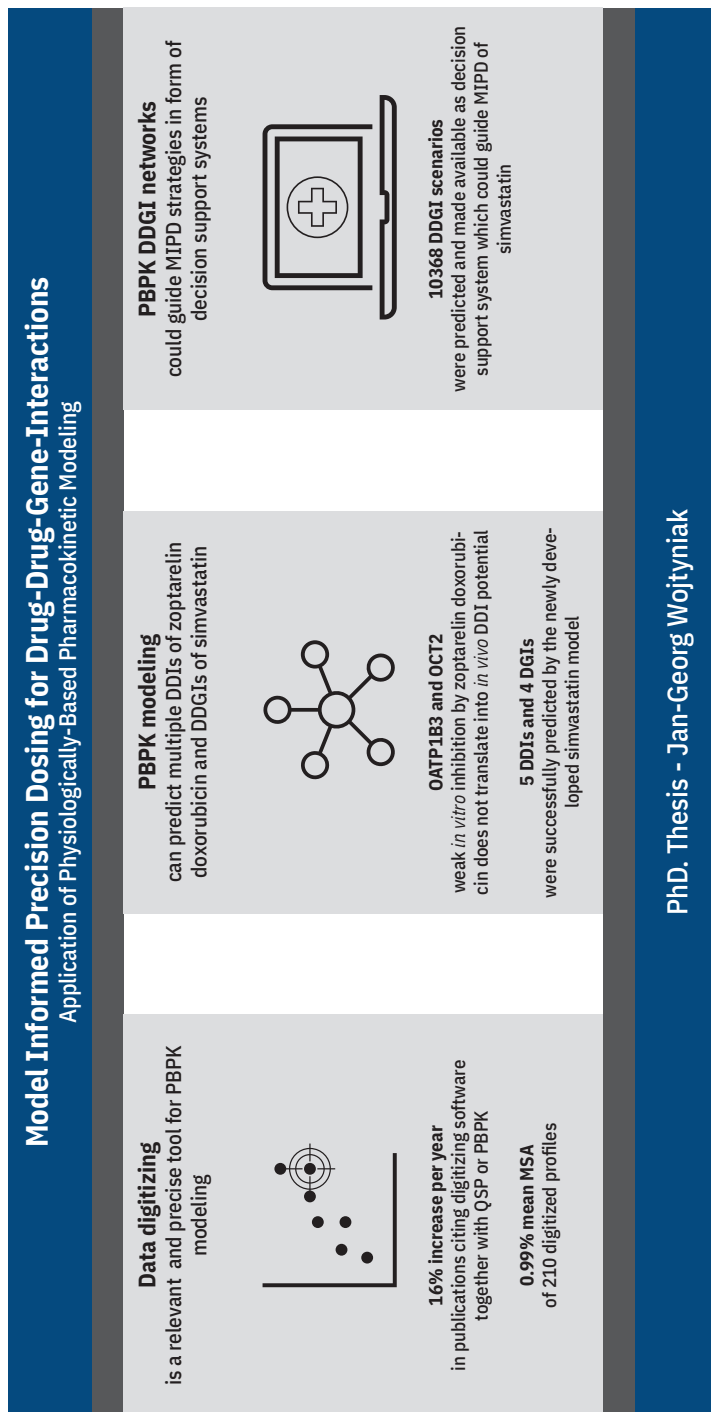 Model Informed Precision Dosing for Drug-Drug-Gene-Interactions
Application of Physiologically-Based Pharmacokinetic Modeling
Data digitizing
is a relevant and precise tool for PBPK
modeling
16% increase per year
in publications citing digitizing software
together with QSP or PBPK
0.99% mean MSA
of 210 digitized profiles
PBPK modeling
can predict multiple DDIs of zoptarelin
doxorubicin and DDGIs of simvastatin
OATP1B3 and OCT2
weak in vitro inhibition by zoptarelin doxorubi-
cin does not translate into in vivo DDI potential
5 DDIs and 4 DGIs
were successfully predicted by the newly deve-
loped simvastatin model
PBPK DDGI networks
could guide MIPD strategies in form of
decision support systems
10368 DDGI scenarios
were predicted and made available as decision
support system which could guide MIPD of
simvastatin
PhD. Thesis - Jan-Georg Wojtyniak